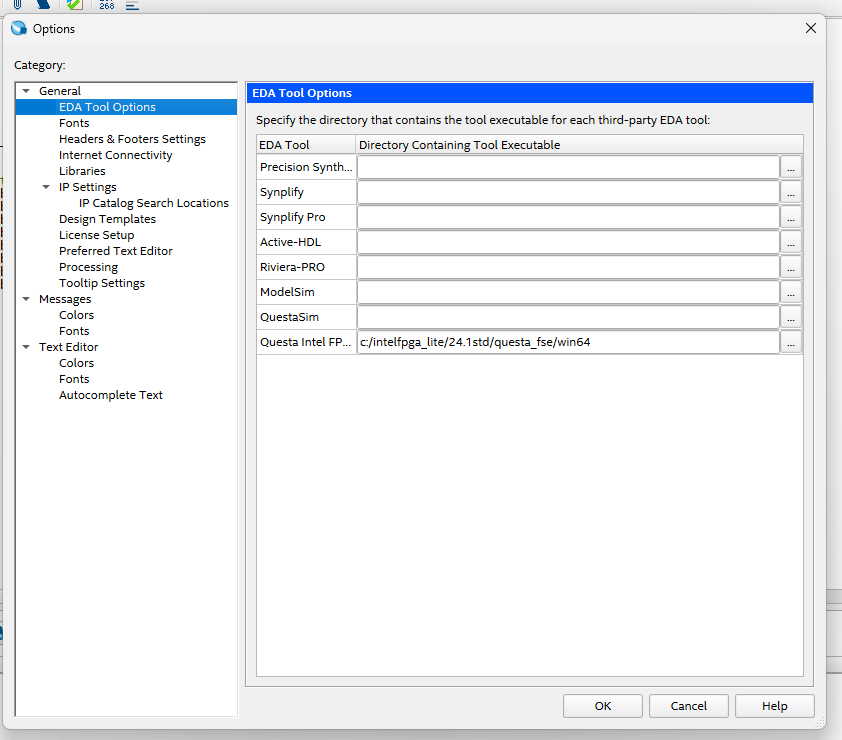 268
Options
Category:
General
EDA Tool Options
Fonts
Headers & Footers Settings
Internet Connectivity
Libraries
IP Settings
IP Catalog Search Locations
Design Templates
License Setup
Preferred Text Editor
Processing
Tooltip Settings
Messages
Colors
Fonts
Text Editor
Colors
Fonts
Autocomplete Text
EDA Tool Options
Specify the directory that contains the tool executable for each third-party EDA tool:
EDA Tool Directory Containing Tool Executable
Precision Synth... ...
Synplify ...
Synplify Pro ...
Active-HDL ...
Riviera-PRO ...
ModelSim ...
QuestaSim ...
Questa Intel FP... c:/intelfpga_lite/24.1std/questa_fse/win64 ...
OK Cancel Help